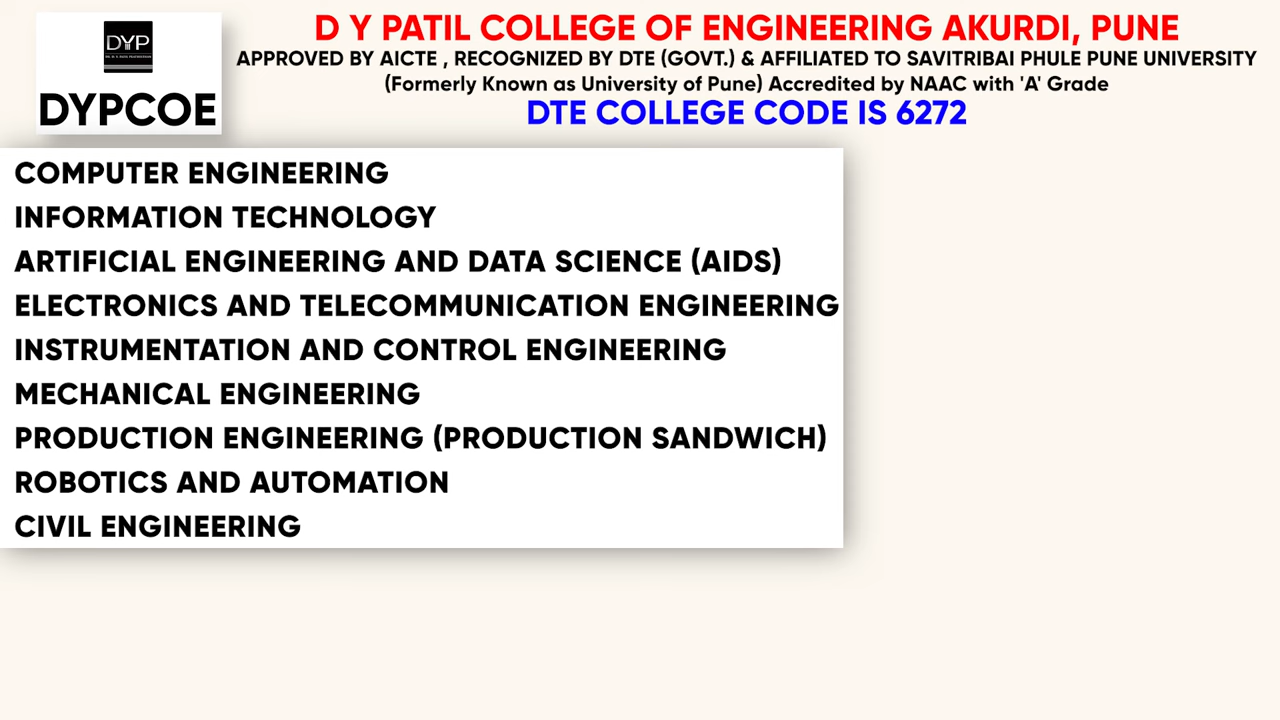 DYP
DYPCOE
D Y PATIL COLLEGE OF ENGINEERING AKURDI, PUNE
APPROVED BY AICTE , RECOGNIZED BY DTE (GOVT.) & AFFILIATED TO SAVITRIBAI PHULE PUNE UNIVERSITY
(Formerly Known as University of Pune) Accredited by NAAC with 'A' Grade
DTE COLLEGE CODE IS 6272
COMPUTER ENGINEERING
INFORMATION TECHNOLOGY
ARTIFICIAL ENGINEERING AND DATA SCIENCE (AIDS)
ELECTRONICS AND TELECOMMUNICATION ENGINEERING
INSTRUMENTATION AND CONTROL ENGINEERING
MECHANICAL ENGINEERING
PRODUCTION ENGINEERING (PRODUCTION SANDWICH)
ROBOTICS AND AUTOMATION
CIVIL ENGINEERING